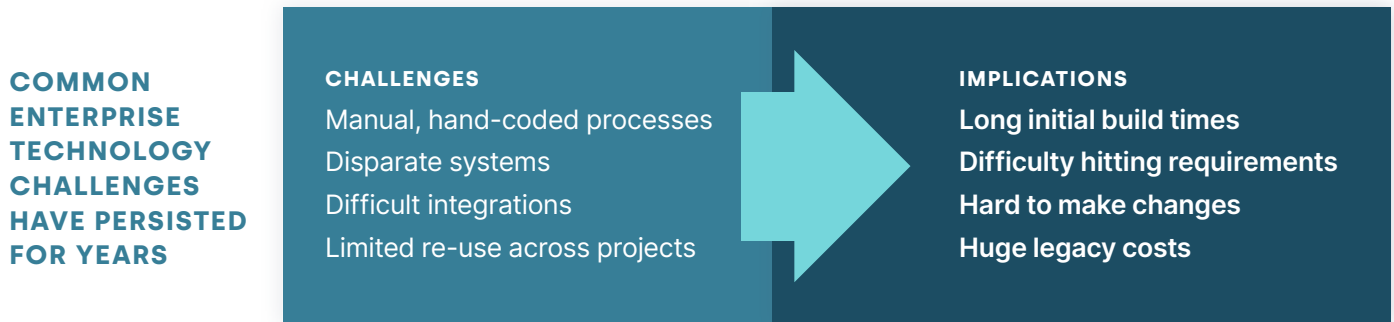 COMMON
ENTERPRISE
TECHNOLOGY
CHALLENGES
HAVE PERSISTED
FOR YEARS
CHALLENGES
Manual, hand-coded processes
Disparate systems
Difficult integrations
Limited re-use across projects
IMPLICATIONS
Long initial build times
Difficulty hitting requirements
Hard to make changes
Huge legacy costs